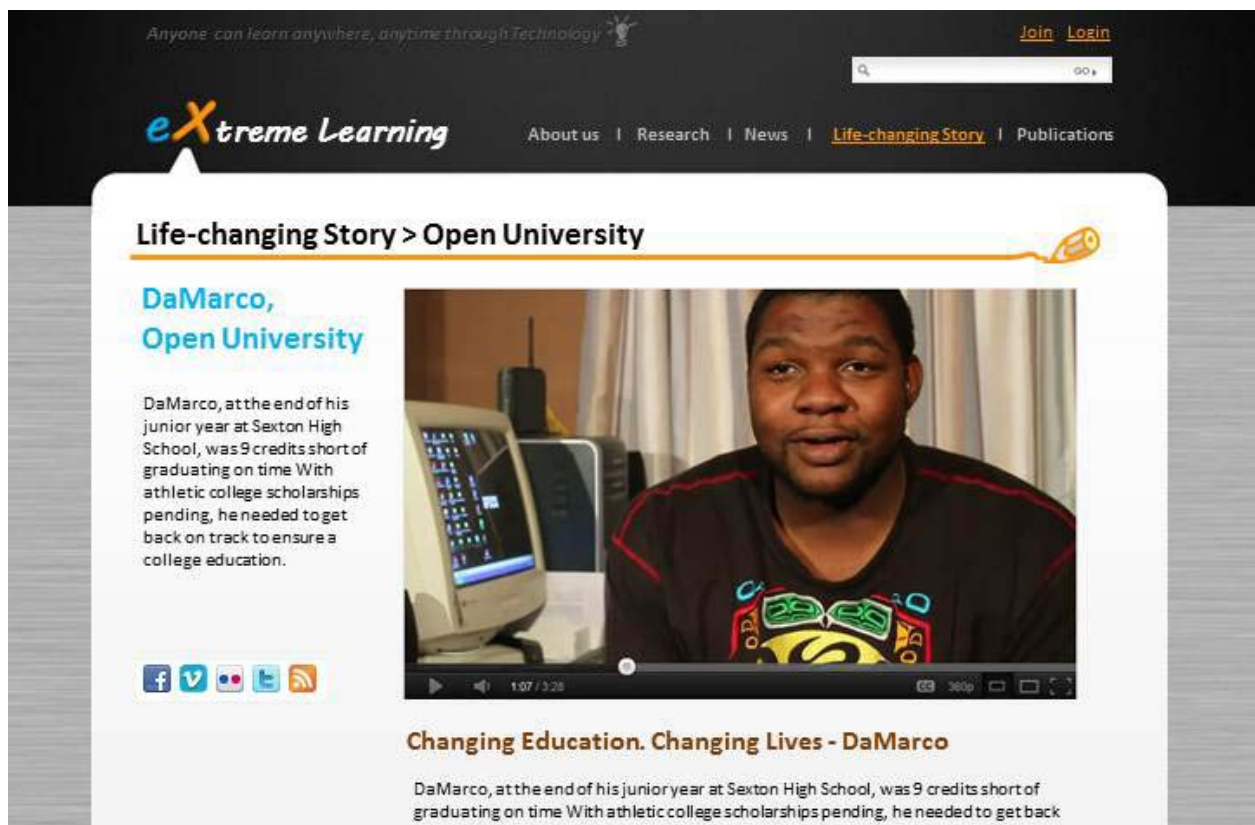 Anyone can learn anywhere, anytime through Technology
Join Login
GO
eXtreme Learning
About us | Research | News | Life-changing Story | Publications
Life-changing Story > Open University
DaMarco,
Open University
DaMarco, at the end of his
junior year at Sexton High
School, was 9 credits short of
graduating on time With
athletic college scholarships
pending, he needed to get
back on track to ensure a
college education.
1:07 / 3:26
CC 360p
Changing Education. Changing Lives - DaMarco
DaMarco, at the end of his junior year at Sexton High School, was 9 credits short of
graduating on time With athletic college scholarships pending, he needed to get back